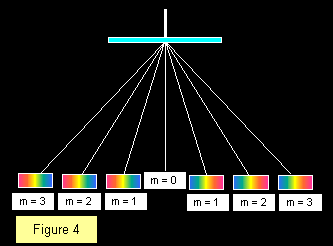 m = 3 m = 2 m = 1 m = 0 m = 1 m = 2 m = 3
Figure 4